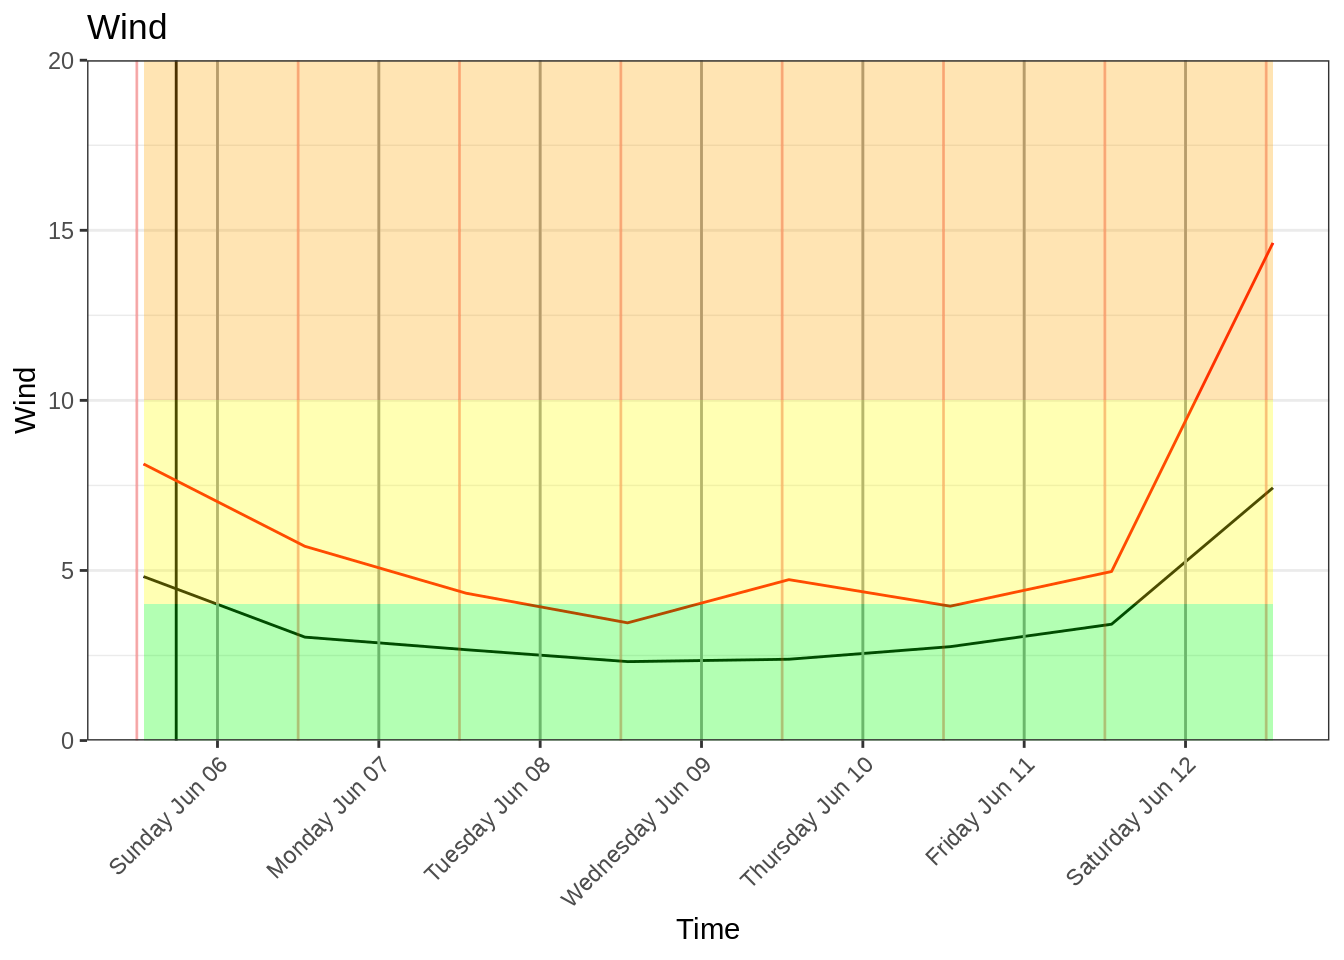 Wind
20
15
10
5
0
Wind
Sunday Jun 06
Monday Jun 07
Tuesday Jun 08
Wednesday Jun 09
Thursday Jun 10
Friday Jun 11
Saturday Jun 12
Time